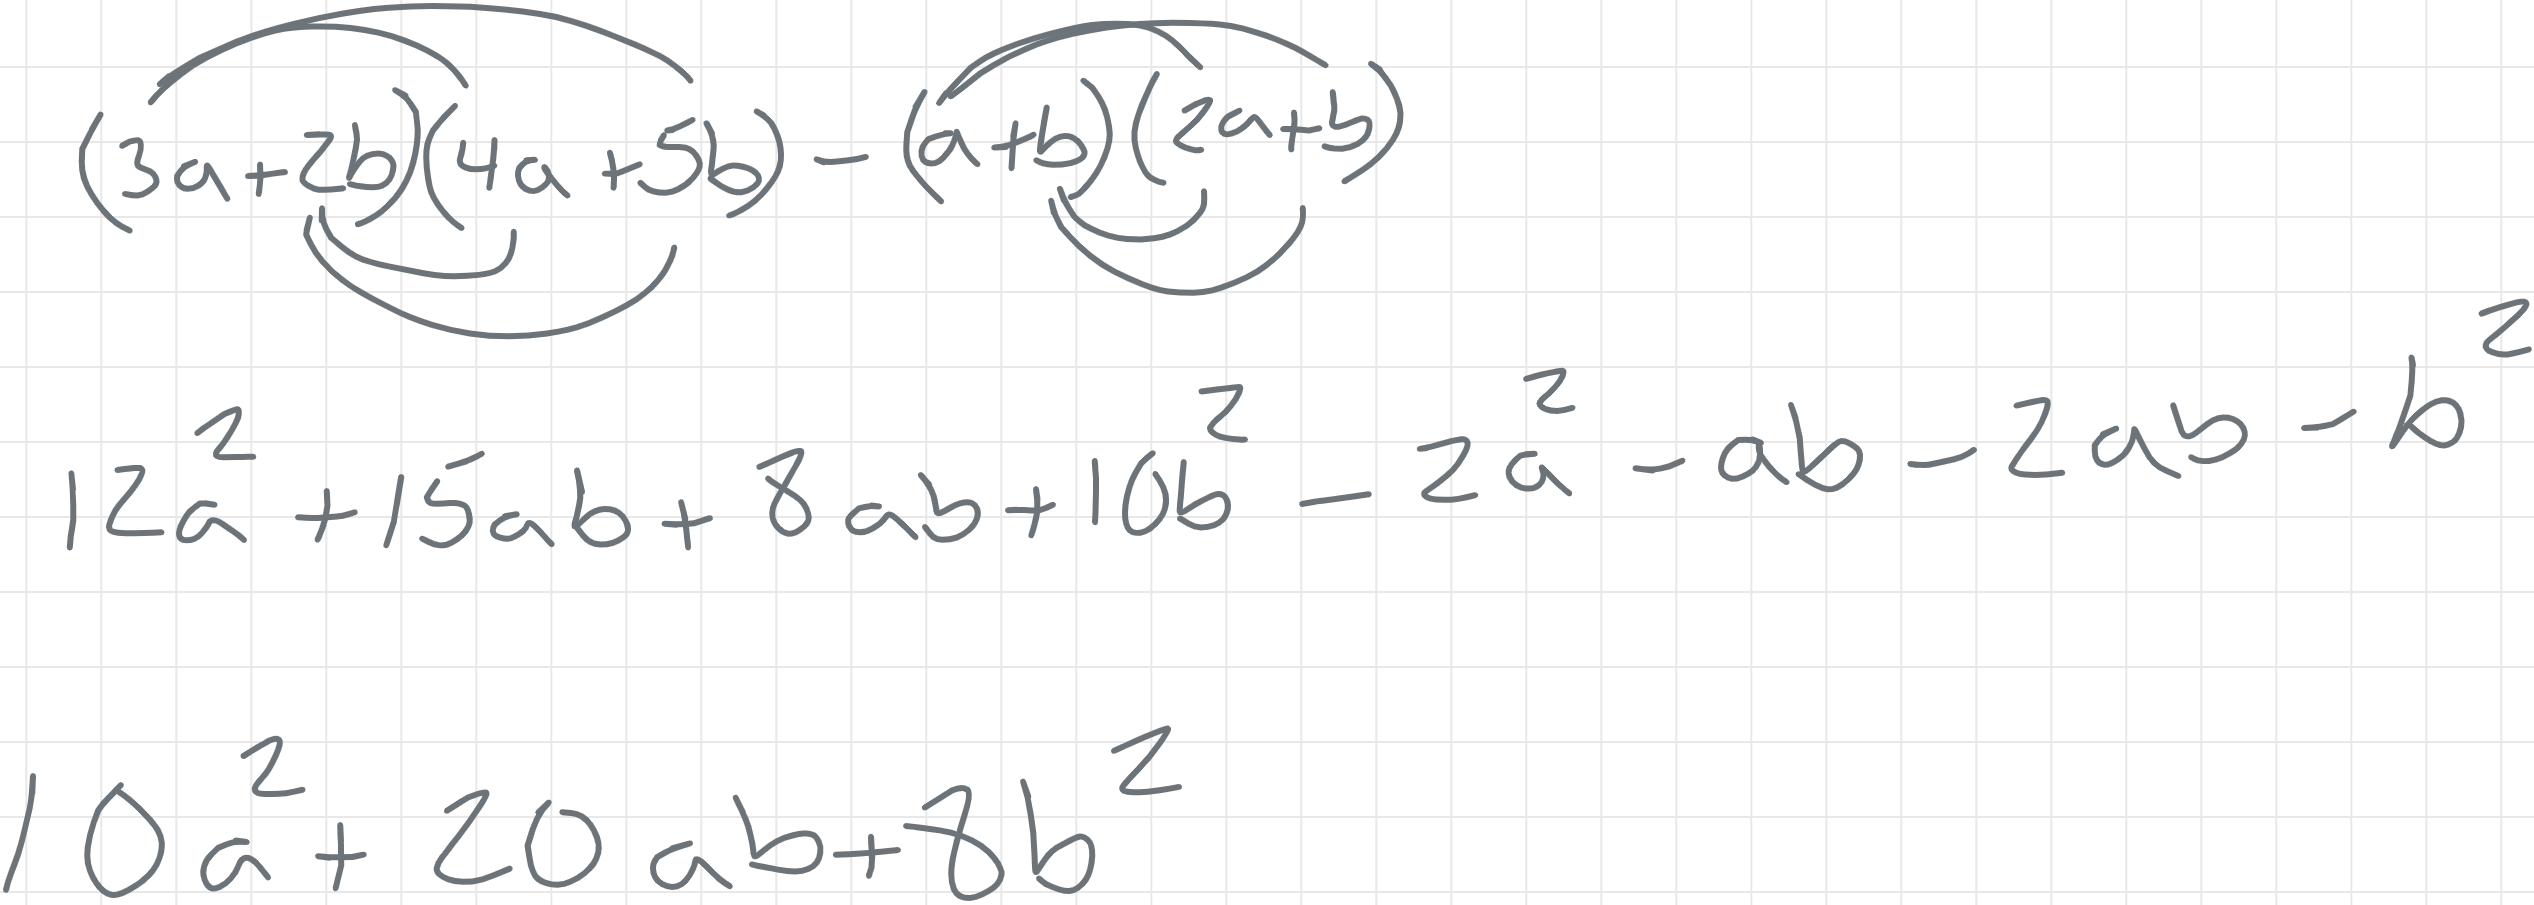 (3a+2b)(4a+5b)-(a+b)(2a+b)
12a²+15ab+8ab+10b²-2a²-ab-2ab-b²
10a²+20ab+8b²